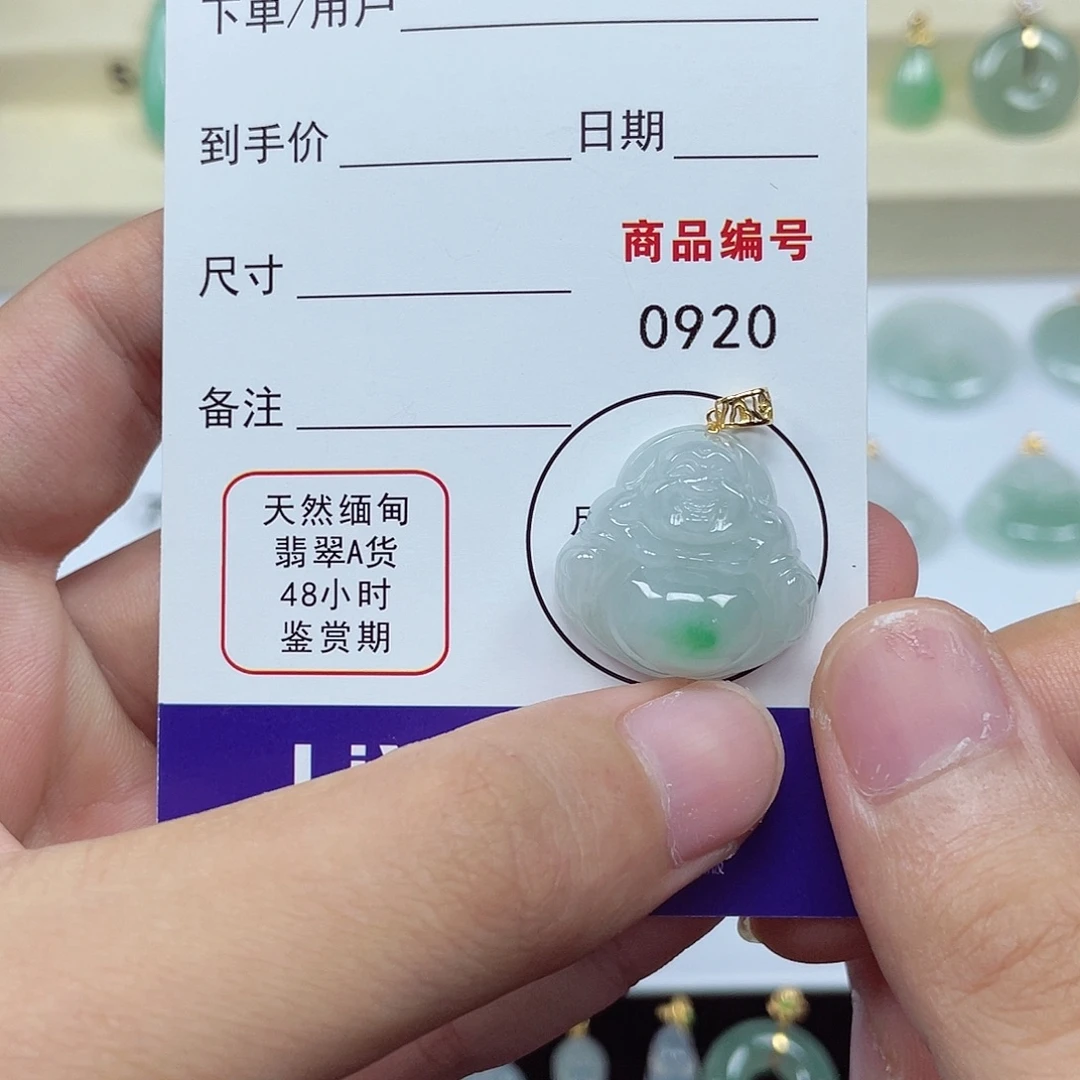 下单/用户
到手价
日期
商品编号
0920
尺寸
备注
天然缅甸
翡翠A货
48小时
鉴赏期